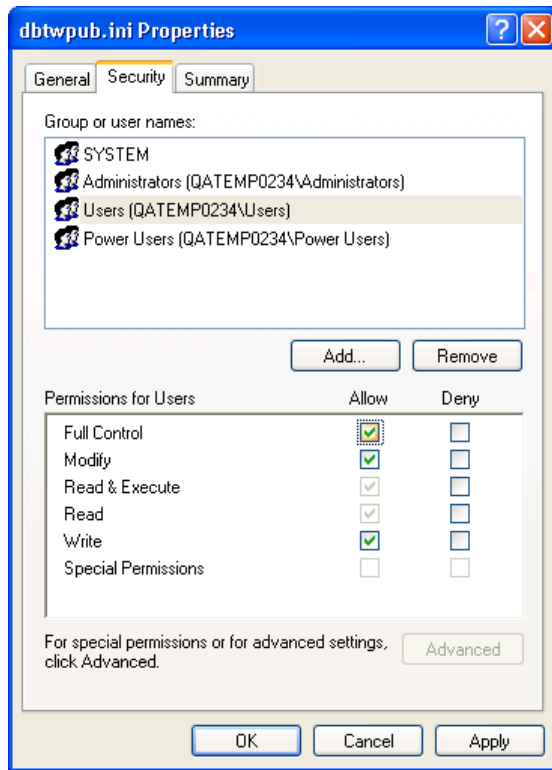 dbtwpub.ini Properties
General Security Summary
Group or user names:
SYSTEM
Administrators (QATEMP0234\Administrators)
Users (QATEMP0234\Users)
Power Users (QATEMP0234\Power Users)
Add... Remove
Permissions for Users Allow Deny
Full Control
Modify
Read & Execute
Read
Write
Special Permissions
For special permissions or for advanced settings,
click Advanced.
Advanced
OK Cancel Apply